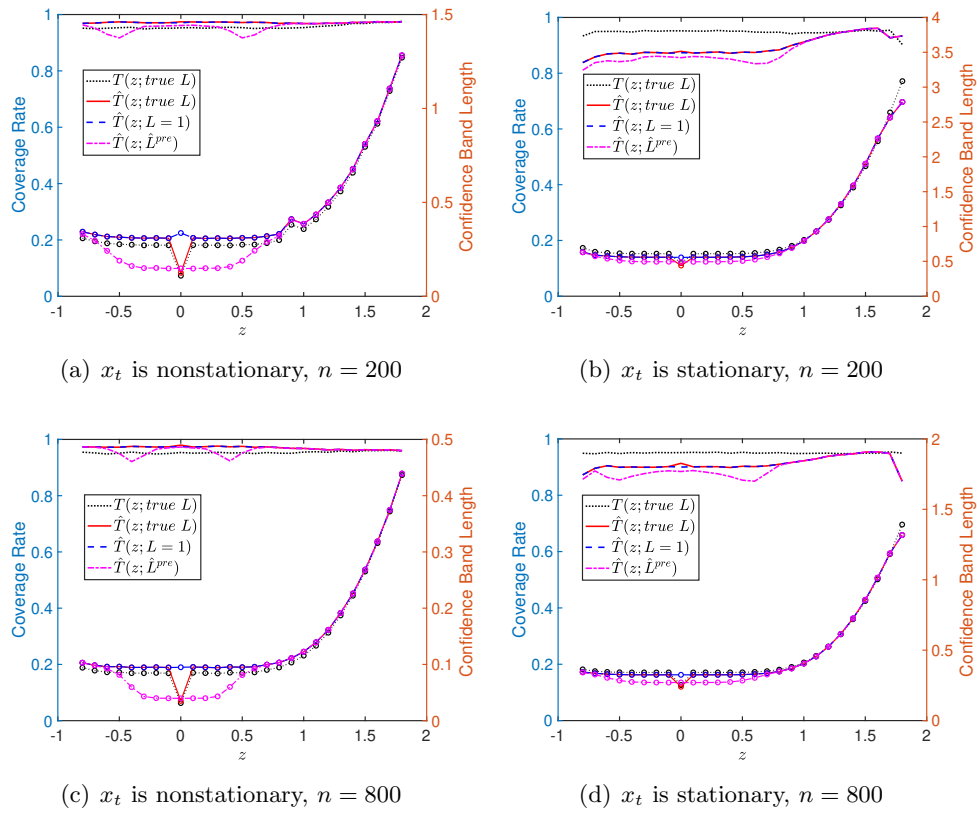 1
0.8
0.6
0.4
0.2
0
Coverage Rate
T(z; true L)
T̂(z; true L)
T̂(z; L = 1)
T̂(z; L̂^pre)
1.5
1
0.5
0
Confidence Band Length
-1 -0.5 0 0.5 1 1.5 2
z
(a) x_t is nonstationary, n = 200
1
0.8
0.6
0.4
0.2
0
Coverage Rate
T(z; true L)
T̂(z; true L)
T̂(z; L = 1)
T̂(z; L̂^pre)
4
3.5
3
2.5
2
1.5
1
0.5
0
Confidence Band Length
-1 -0.5 0 0.5 1 1.5 2
z
(b) x_t is stationary, n = 200
1
0.8
0.6
0.4
0.2
0
Coverage Rate
T(z; true L)
T̂(z; true L)
T̂(z; L = 1)
T̂(z; L̂^pre)
0.5
0.4
0.3
0.2
0.1
0
Confidence Band Length
-1 -0.5 0 0.5 1 1.5 2
z
(c) x_t is nonstationary, n = 800
1
0.8
0.6
0.4
0.2
0
Coverage Rate
T(z; true L)
T̂(z; true L)
T̂(z; L = 1)
T̂(z; L̂^pre)
2
1.5
1
0.5
0
Confidence Band Length
-1 -0.5 0 0.5 1 1.5 2
z
(d) x_t is stationary, n = 800